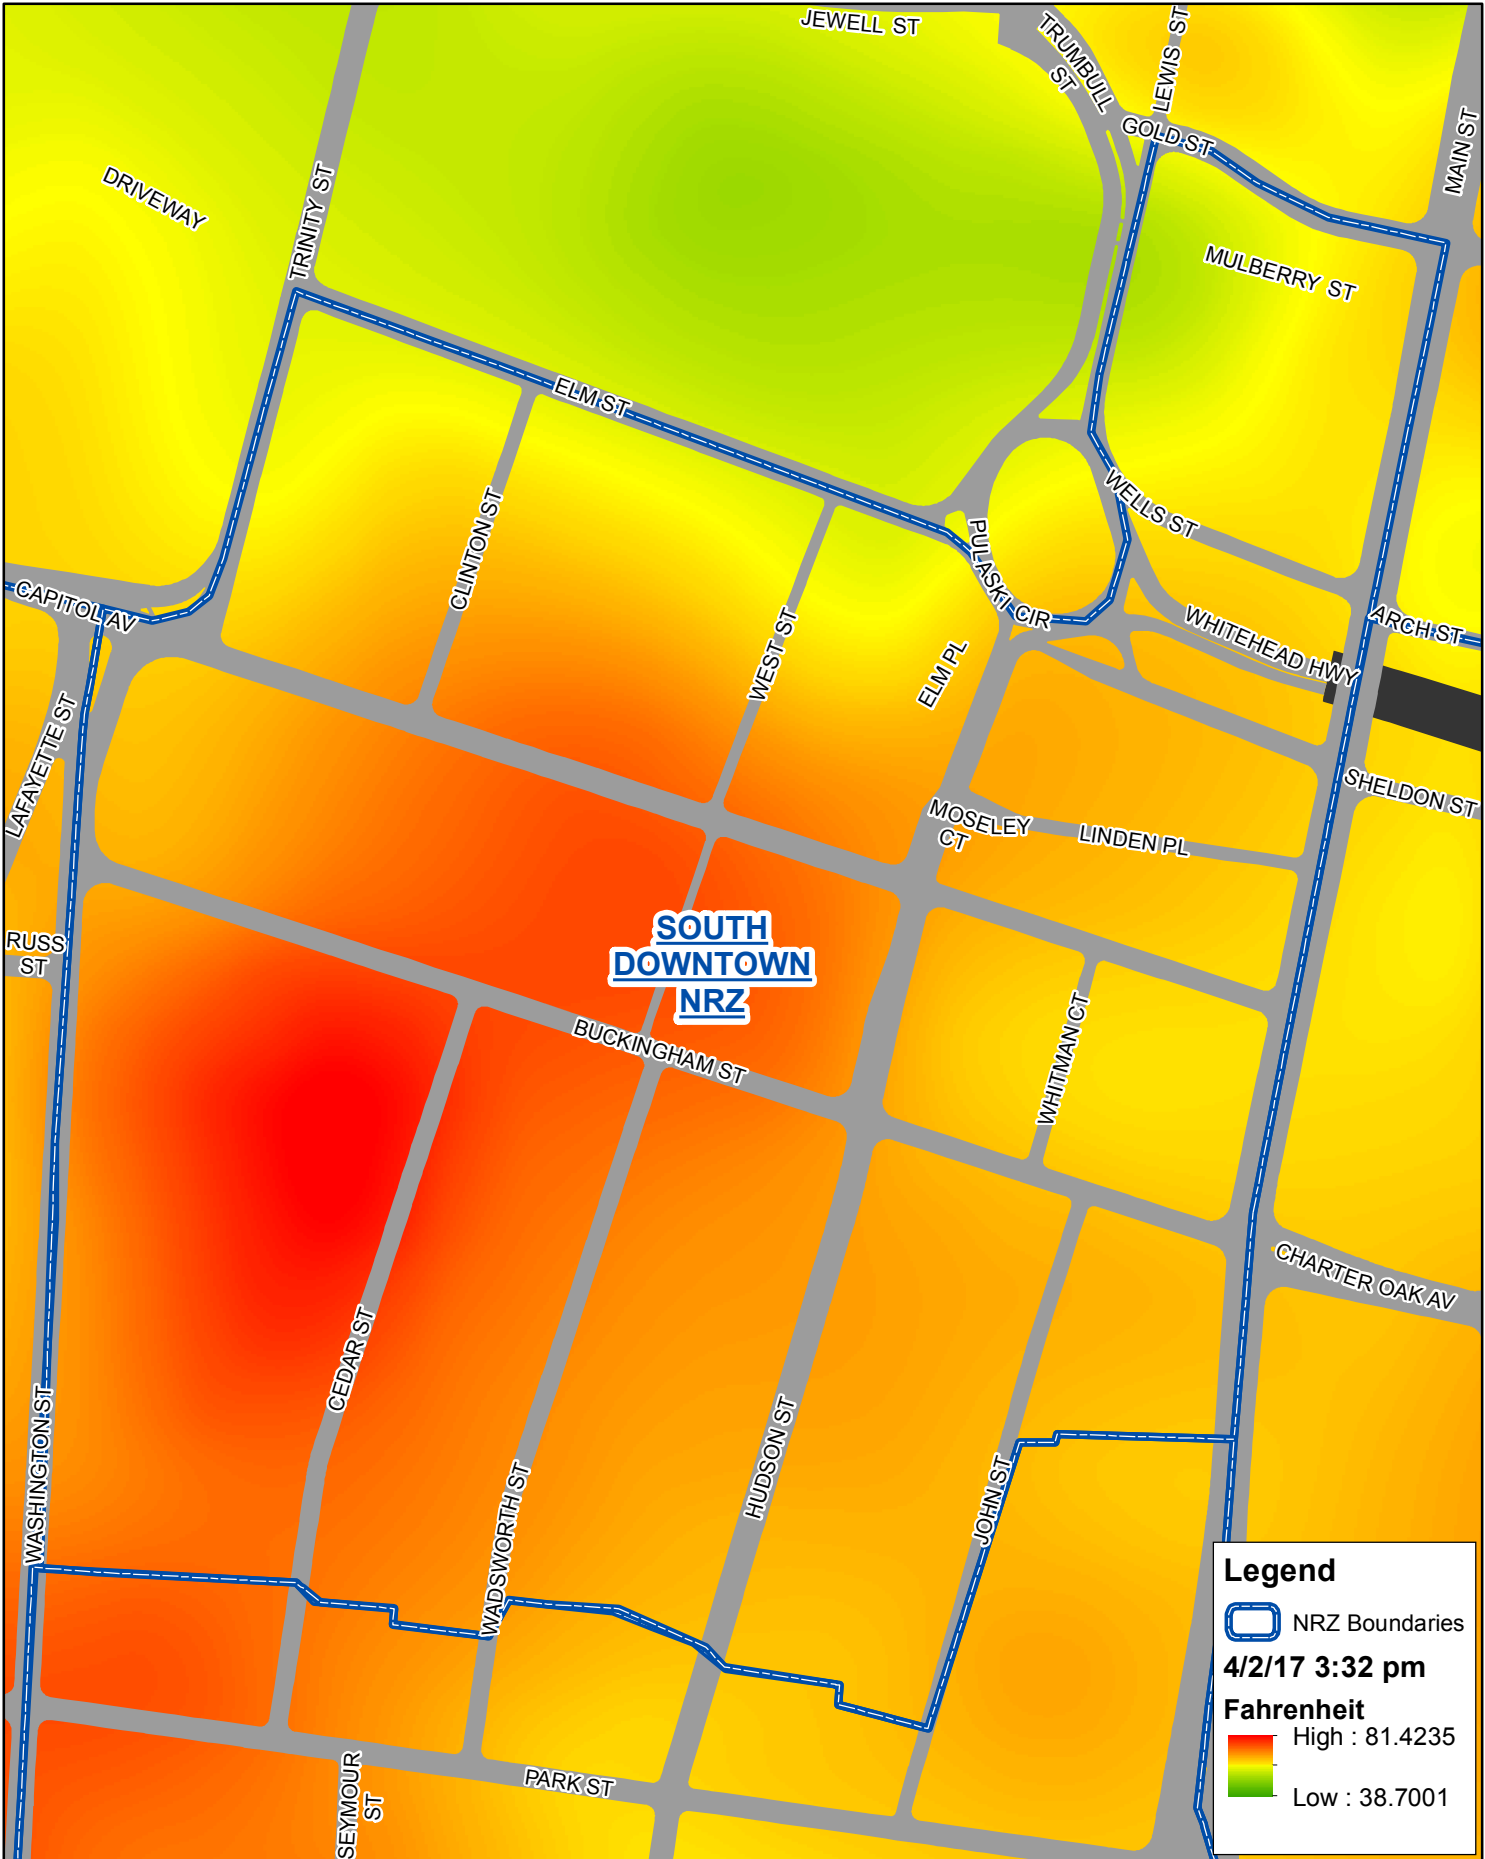 JEWELL ST
TRUMBULL
ST
LEWIS ST
GOLD ST
MAIN ST
DRIVEWAY
TRINITY ST
MULBERRY ST
ELM ST
CLINTON ST
WELLS ST
PULASKI CIR
CAPITOL AV
WEST ST
ELM PL
WHITEHEAD HWY
ARCH ST
LAFAYETTE ST
SHELDON ST
MOSELEY
CT
LINDEN PL
RUSS
ST
SOUTH
DOWNTOWN
NRZ
BUCKINGHAM ST
WHITMAN CT
CHARTER OAK AV
CEDAR ST
WASHINGTON ST
WADSWORTH ST
HUDSON ST
JOHN ST
SEYMOUR
ST
PARK ST
Legend
NRZ Boundaries
4/2/17 3:32 pm
Fahrenheit
High : 81.4235
Low : 38.7001